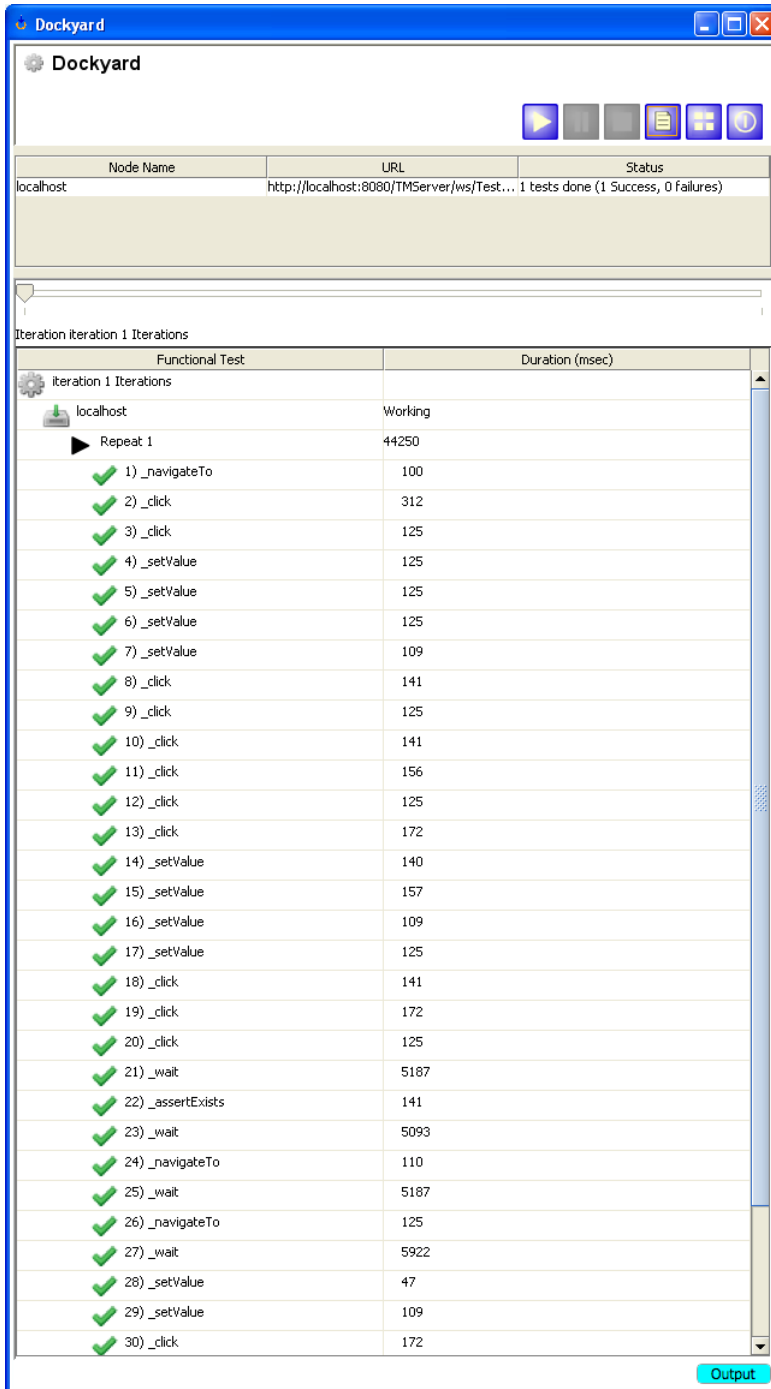 Dockyard
Dockyard
Node Name URL Status
localhost http://localhost:8080/TMServer/ws/Test... 1 tests done (1 Success, 0 failures)
Iteration iteration 1 Iterations
Functional Test Duration (msec)
iteration 1 Iterations
localhost Working
Repeat 1 44250
1) _navigateTo 100
2) _click 312
3) _click 125
4) _setValue 125
5) _setValue 125
6) _setValue 125
7) _setValue 109
8) _click 141
9) _click 125
10) _click 141
11) _click 156
12) _click 125
13) _click 172
14) _setValue 140
15) _setValue 157
16) _setValue 109
17) _setValue 125
18) _click 141
19) _click 172
20) _click 125
21) _wait 5187
22) _assertExists 141
23) _wait 5093
24) _navigateTo 110
25) _wait 5187
26) _navigateTo 125
27) _wait 5922
28) _setValue 47
29) _setValue 109
30) _click 172
Output